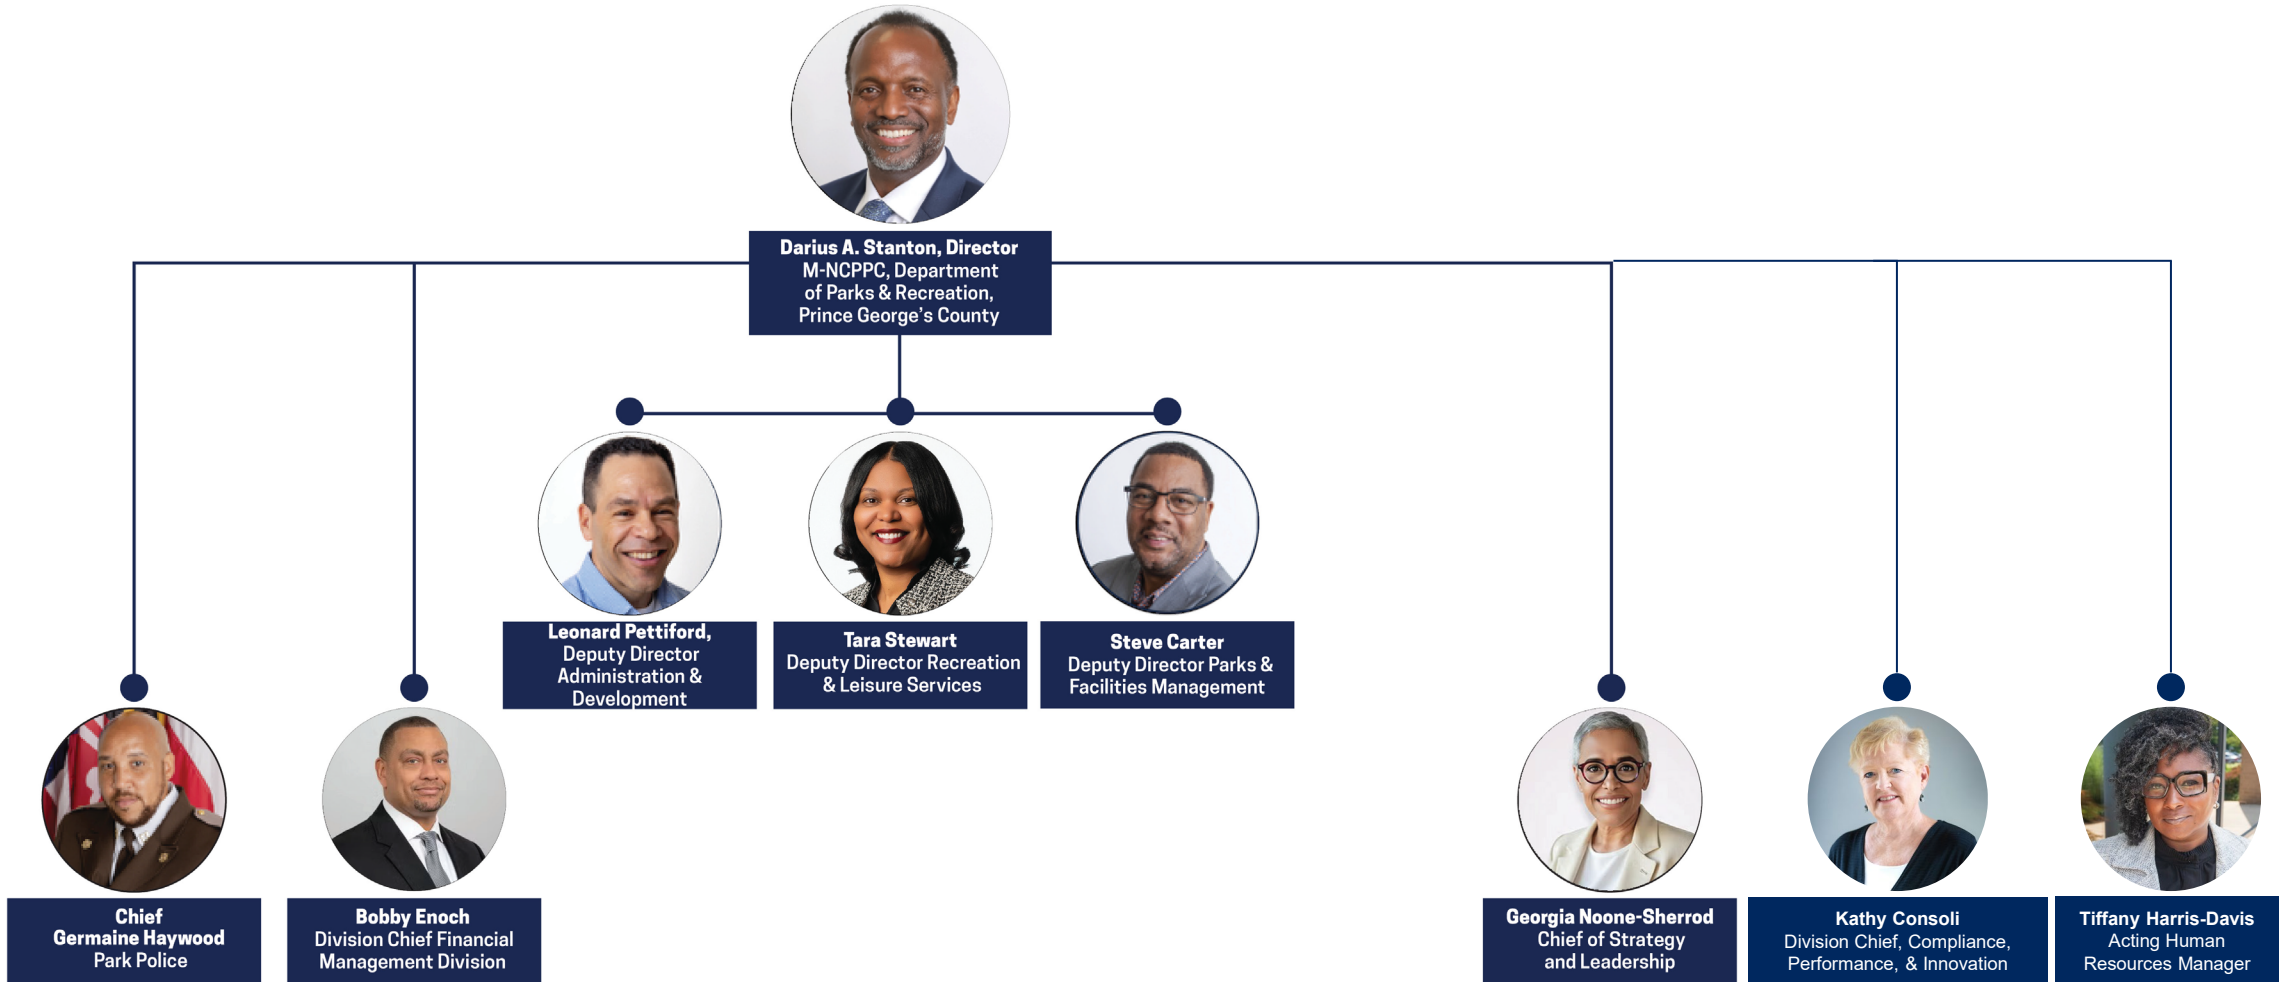 Darius A. Stanton, Director
M-NCPPC, Department
of Parks & Recreation,
Prince George's County
Leonard Pettiford,
Deputy Director
Administration &
Development
Tara Stewart
Deputy Director Recreation
& Leisure Services
Steve Carter
Deputy Director Parks &
Facilities Management
Chief
Germaine Haywood
Park Police
Bobby Enoch
Division Chief Financial
Management Division
Georgia Noone-Sherrod
Chief of Strategy
and Leadership
Kathy Consoli
Division Chief, Compliance,
Performance, & Innovation
Tiffany Harris-Davis
Acting Human
Resources Manager